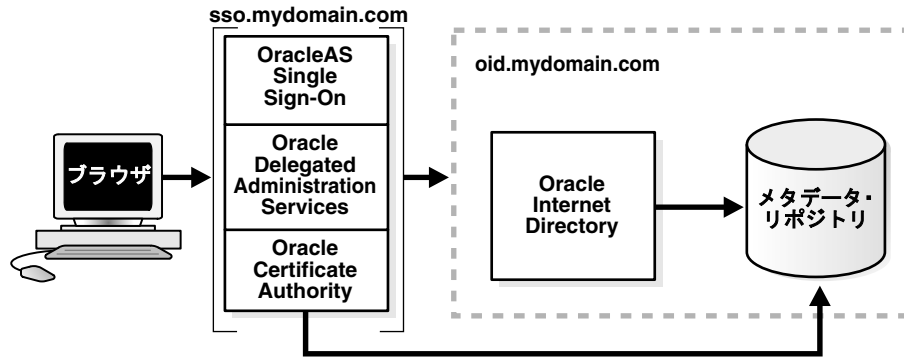 sso.mydomain.com
OracleAS
Single
Sign-On
Oracle
Delegated
Administration
Services
Oracle
Certificate
Authority
ブラウザ
oid.mydomain.com
Oracle
Internet
Directory
メタデータ・
リポジトリ